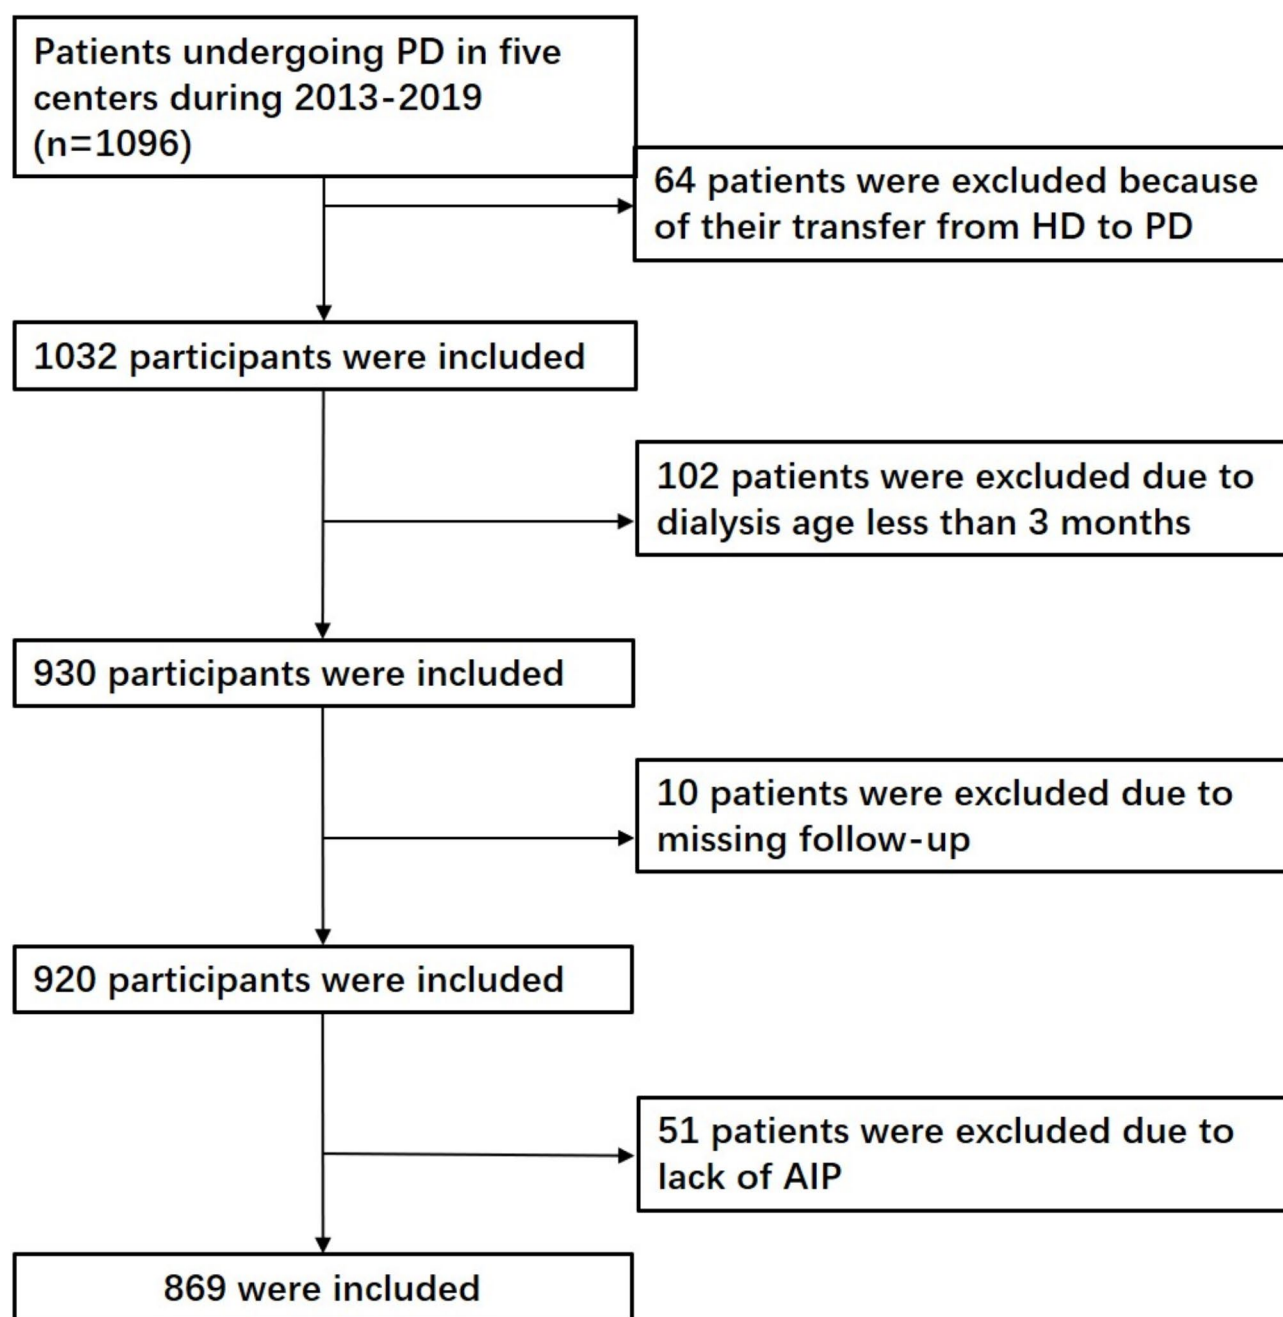 Patients undergoing PD in five
centers during 2013-2019
(n=1096)
64 patients were excluded because
of their transfer from HD to PD
1032 participants were included
102 patients were excluded due to
dialysis age less than 3 months
930 participants were included
10 patients were excluded due to
missing follow-up
920 participants were included
51 patients were excluded due to
lack of AIP
869 were included